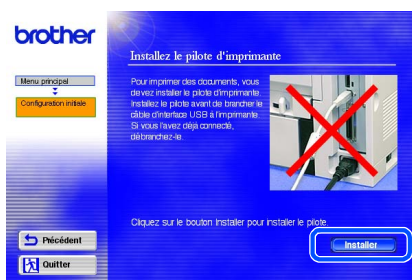 brother
Installez le pilote d'imprimante
Menu principal
Configuration initiale
Pour imprimer des documents, vous
devez installer le pilote d'imprimante.
Installez le pilote avant de brancher le
câble d'interface USB à l'imprimante.
Si vous l'avez déjà connecté,
débranchez-le.
Cliquez sur le bouton Installer pour installer le pilote.
Précédent
Installer
Quitter